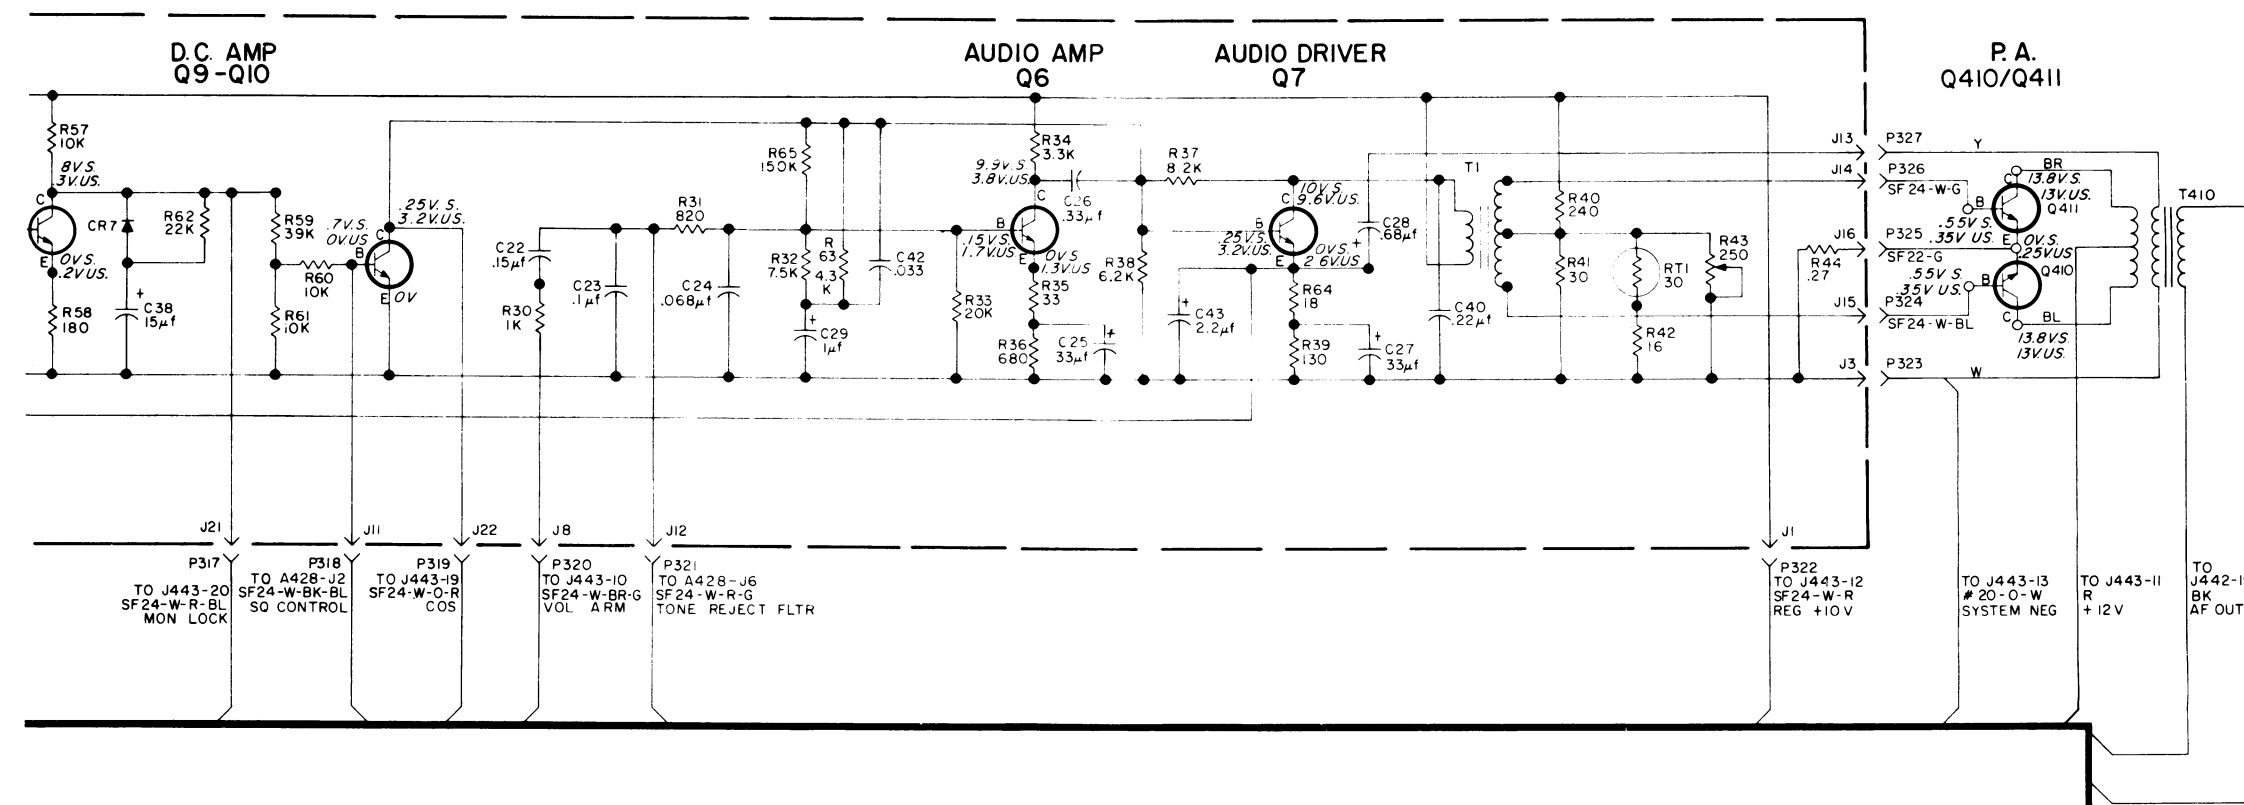 D.C. AMP
Q9-Q10
AUDIO AMP
Q6
AUDIO DRIVER
Q7
P.A.
Q410/Q411
R57
10K
8V.S.
3V.US.
C
E
0V.S.
.2V.US
R58
180
CR7
R62
22K
+
C38
15µf
R59
39K
R61
10K
R60
10K
.7V.S.
0V.US
B
C
E
0V
.25V.S.
3.2V.US.
C22
.15µf
R30
1K
C23
.1µf
R31
820
C24
.068µf
R65
150K
R32
7.5K
R
63
4.3
K
+
C29
1µf
C42
.033
R33
20K
R34
3.3K
9.9V.S.
3.8V.US.
C
B
.15V.S.
1.7V.US
E
0V.S
1.3V.US
R35
33
R36
680
C25
33µf
+
C26
.33µf
R37
8.2K
R38
6.2K
10V.S.
9.6V.US.
C
B
.25V.S.
3.2V.US.
E
0V.S.
2.6V.US
+
C43
2.2µf
R64
18
R39
130
+
C27
33µf
C28
.68µf
+
T1
C40
.22µf
R40
240
R41
30
RT1
30
R42
16
R43
250
R44
.27
J13
P327
Y
J14
P326
SF24-W-G
J16
P325
SF22-G
J15
P324
SF24-W-BL
J3
P323
W
BR
13.8V.S.
13V.US.
C
B
Q411
.55V.S.
.35V US.
E
0V.S.
.25VUS
.55V S.
.35V US.
B
Q410
C
BL
13.8V.S.
13V.US.
T410
J21
J11
J22
J8
J12
J1
P317
TO J443-20
SF24-W-R-BL
MON LOCK
P318
TO A428-J2
SF24-W-BK-BL
SQ CONTROL
P319
TO J443-19
SF24-W-O-R
COS
P320
TO J443-10
SF24-W-BR-G
VOL ARM
P321
TO A428-J6
SF24-W-R-G
TONE REJECT FLTR
P322
TO J443-12
SF24-W-R
REG +10V
TO J443-13
#20-O-W
SYSTEM NEG
TO J443-11
R
+12V
TO
J442-1
BK
AF OUT